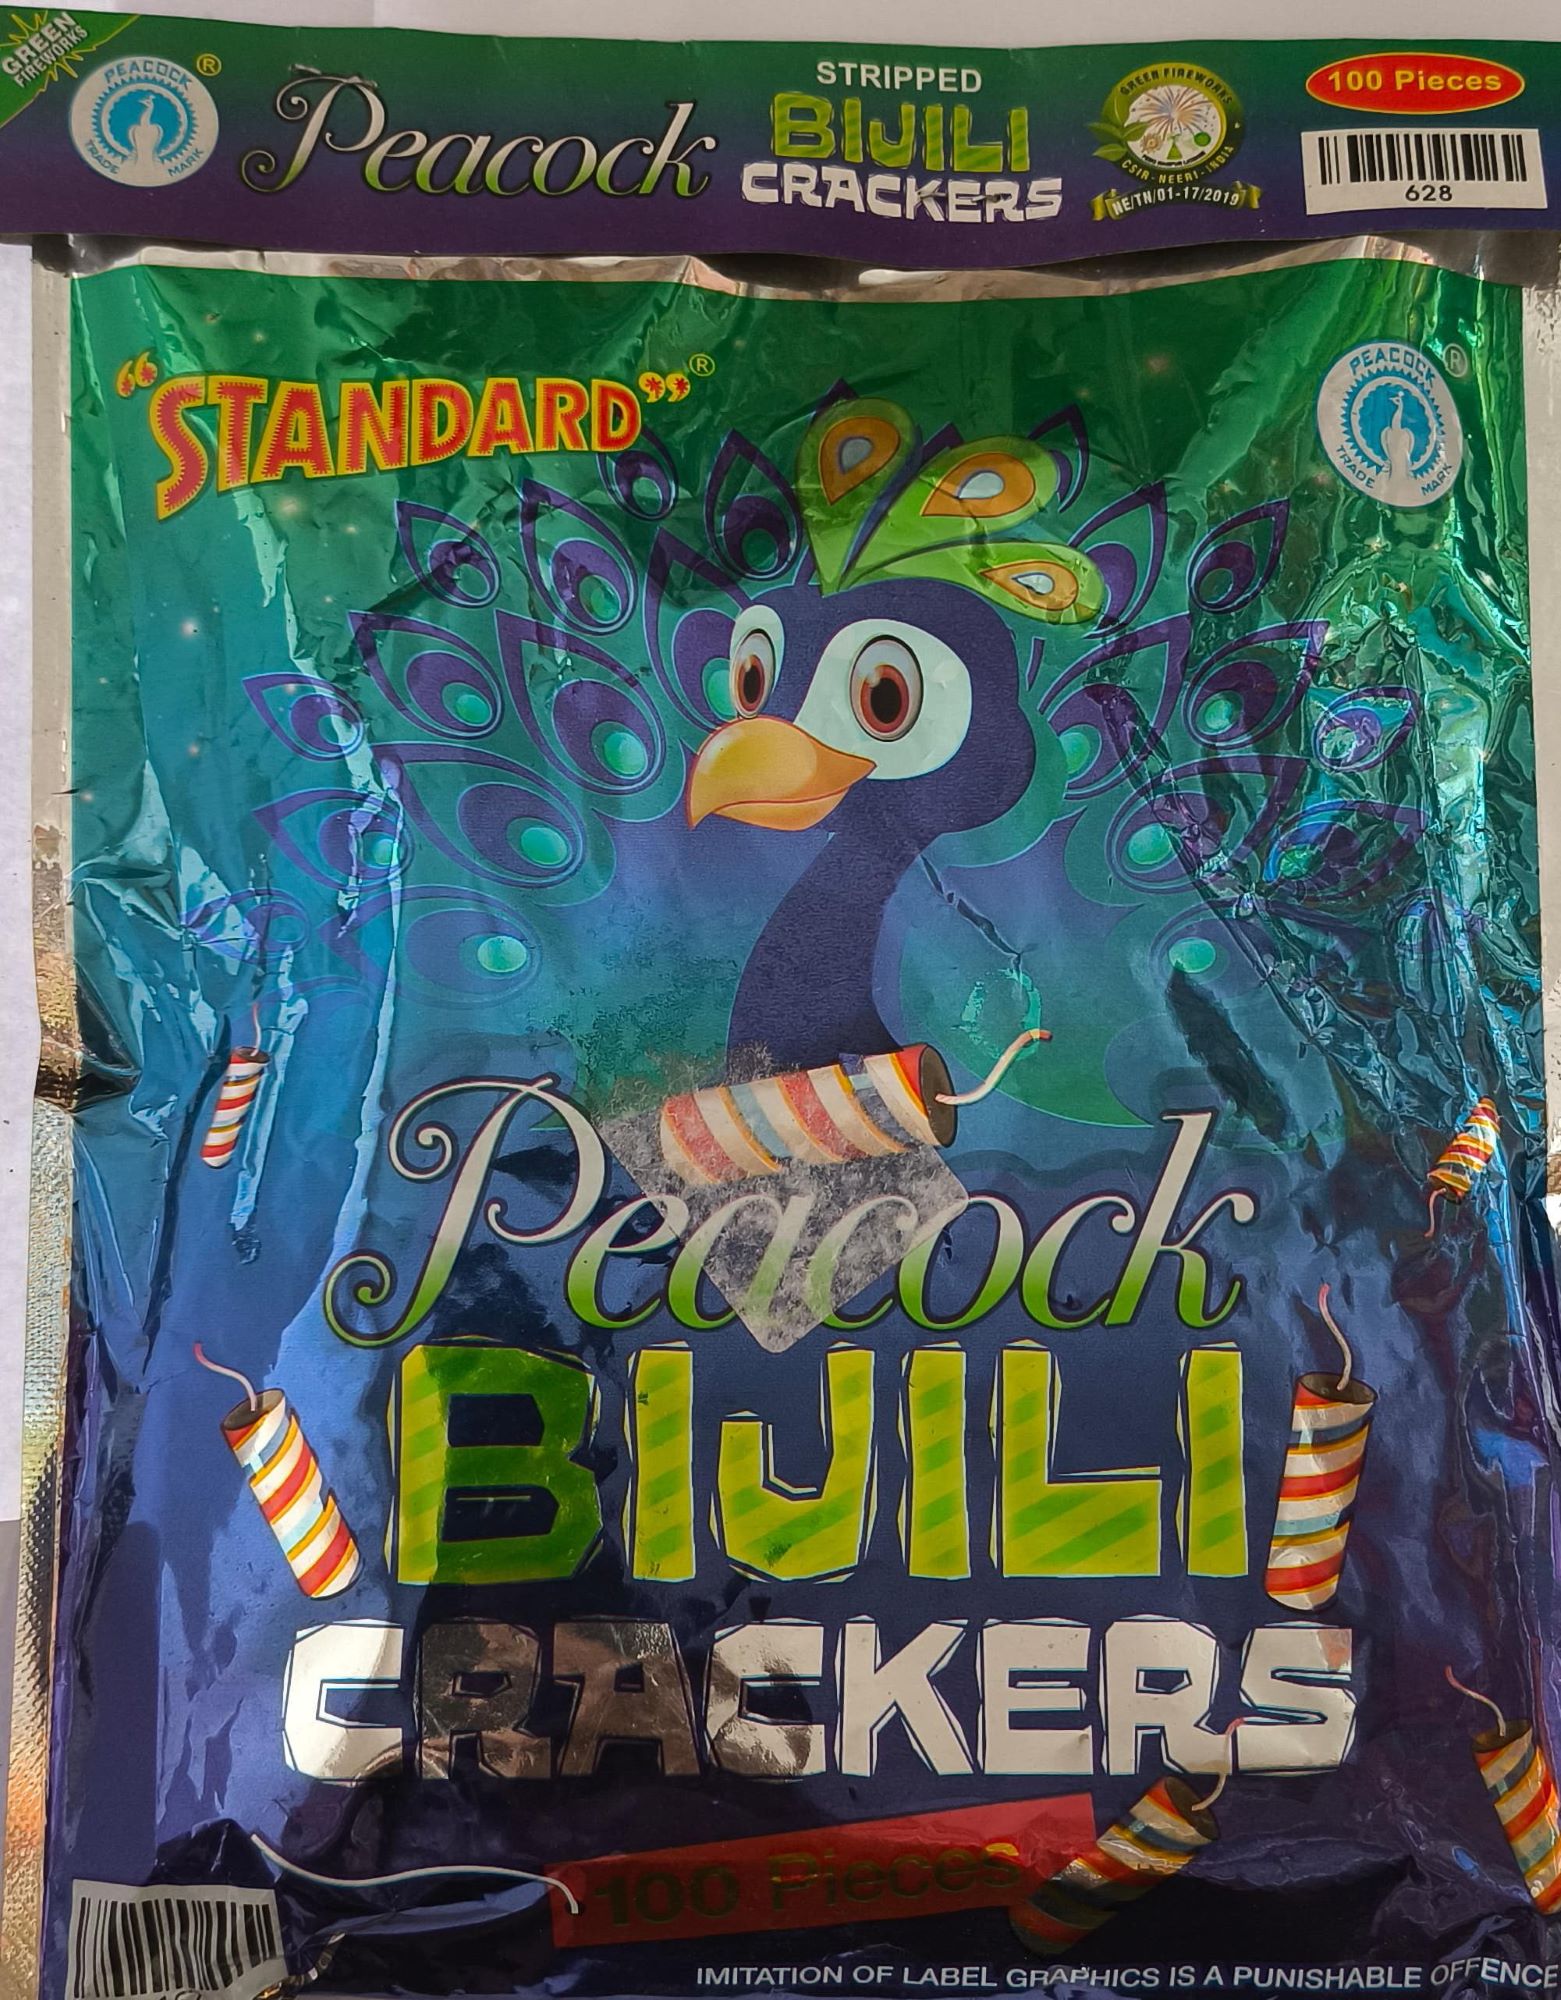 GREEN
FIREWORKS
PEACOCK
TRADE MARK
®
Peacock
STRIPPED
BIJILI
CRACKERS
GREEN FIREWORKS
CSIR-NEERI-INDIA
NE/TN/01-17/2019
100 Pieces
628
“STANDARD”®
PEACOCK
TRADE MARK
®
Peacock
BIJILI
CRACKERS
100 Pieces
IMITATION OF LABEL GRAPHICS IS A PUNISHABLE OFFENCE